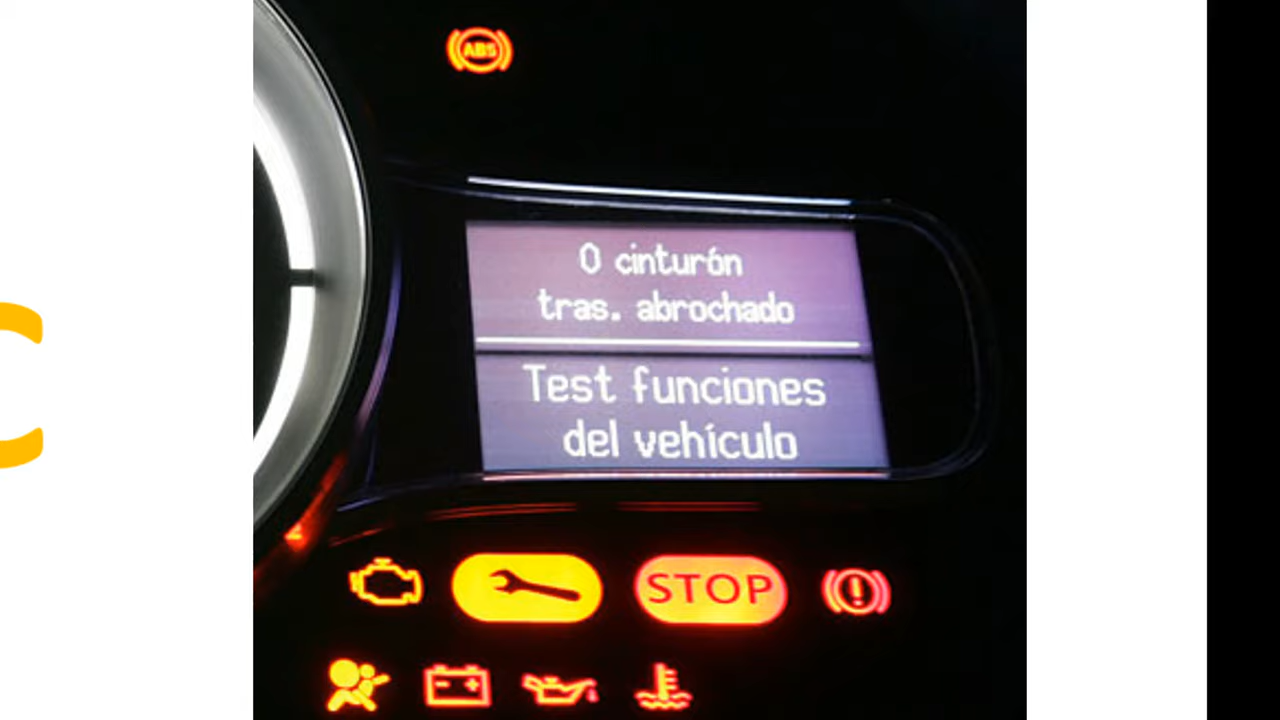 ABS
0 cinturón
tras. abrochado
Test funciones
del vehículo
STOP